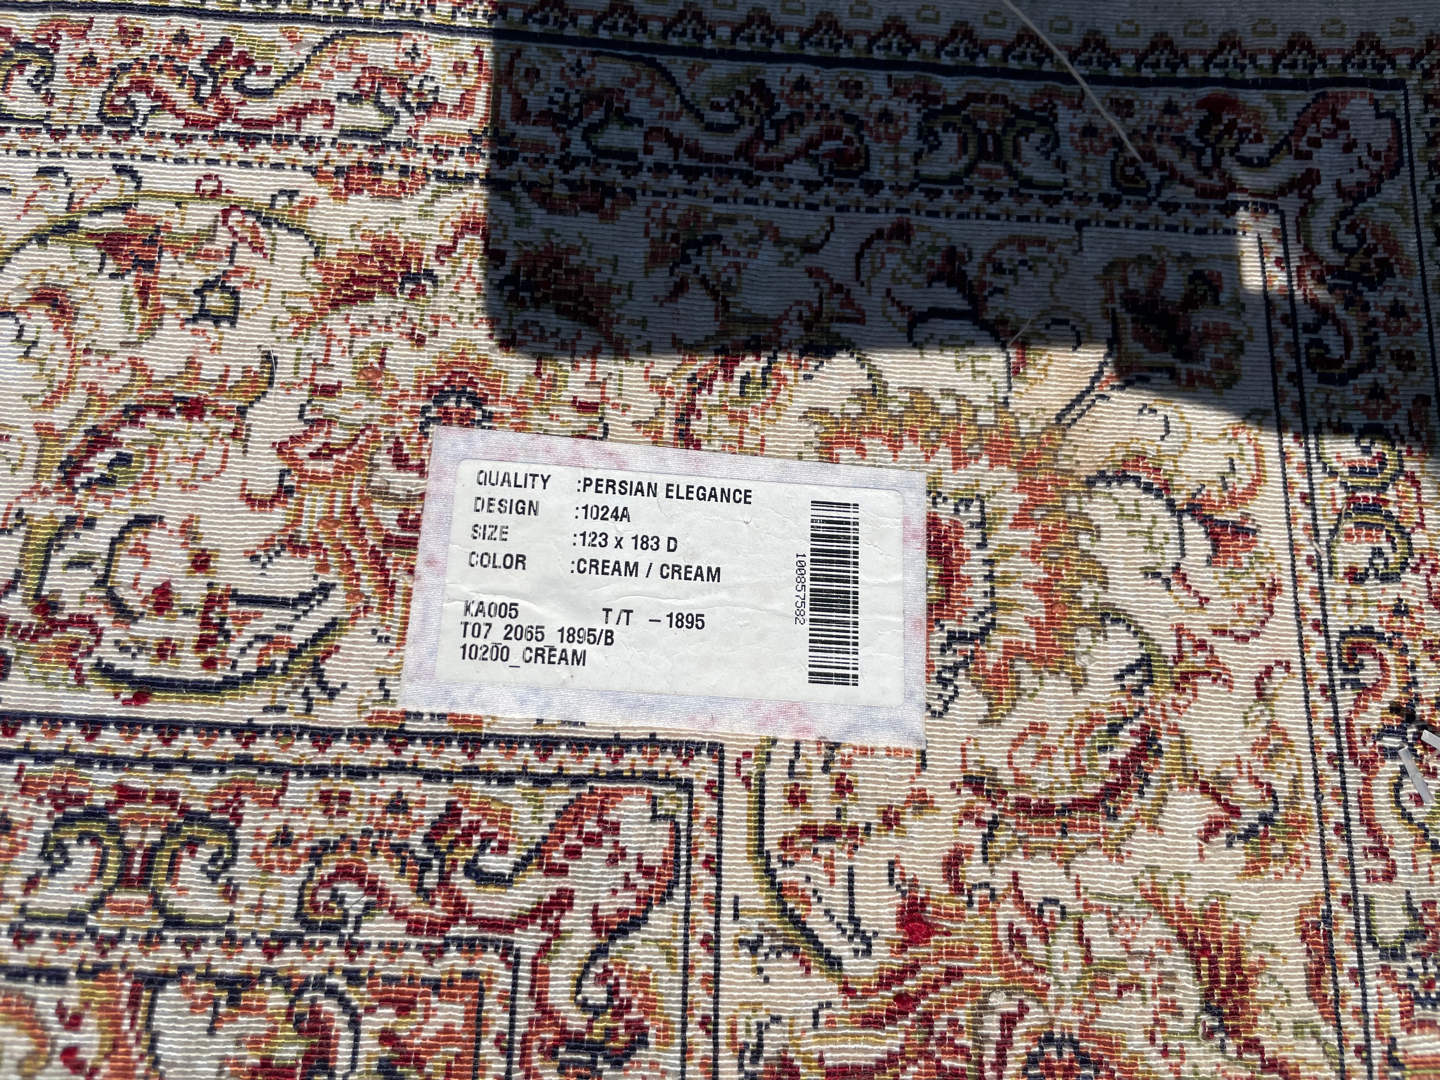 QUALITY :PERSIAN ELEGANCE
DESIGN :1024A
SIZE :123 x 183 D
COLOR :CREAM / CREAM
KA005 T/T - 1895
T07_2065_1895/B
10200_CREAM
100857582